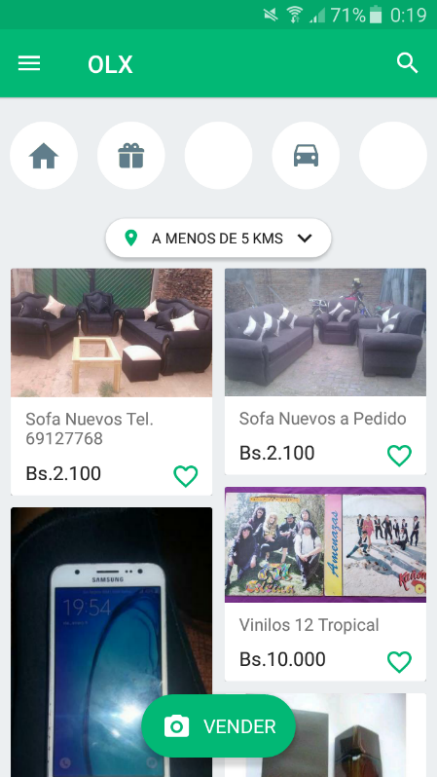 71% 0:19
OLX
A MENOS DE 5 KMS
Sofa Nuevos Tel.
69127768
Bs.2.100
Sofa Nuevos a Pedido
Bs.2.100
Amenazas
Vinilos 12 Tropical
Bs.10.000
SAMSUNG
19:54
VENDER